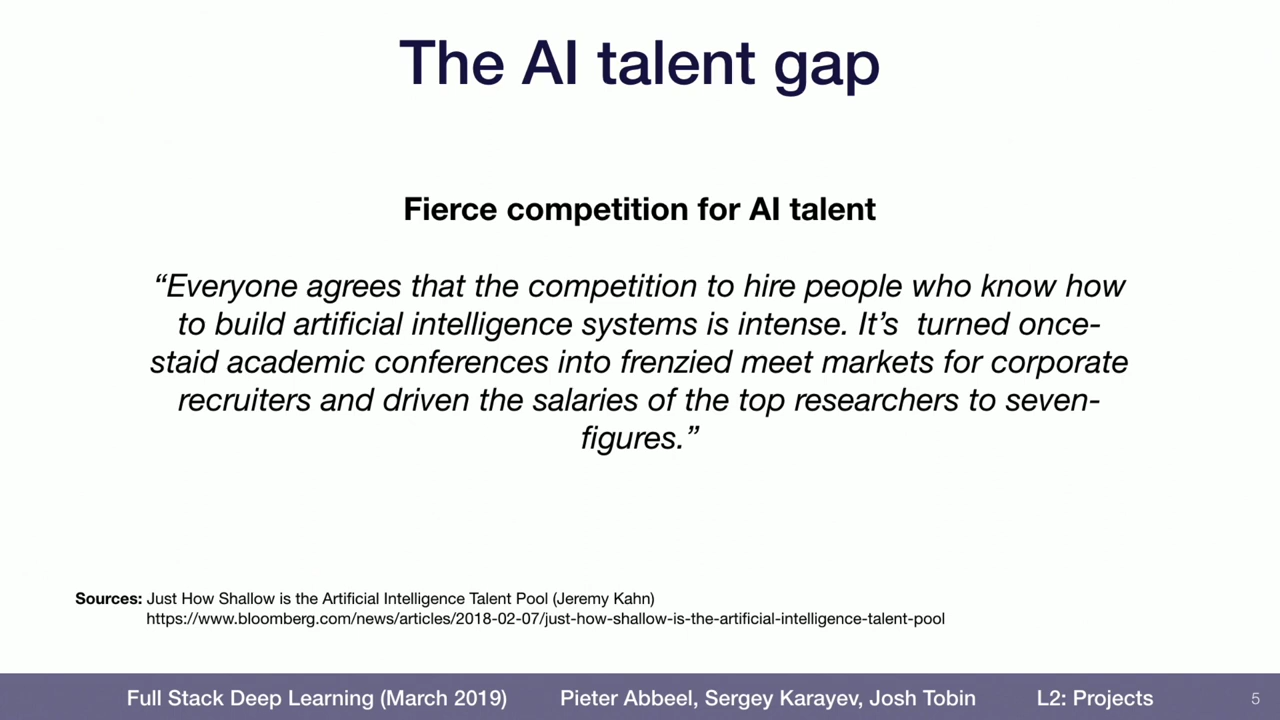 The AI talent gap
Fierce competition for AI talent
“Everyone agrees that the competition to hire people who know how
to build artificial intelligence systems is intense. It’s  turned once-
staid academic conferences into frenzied meet markets for corporate
recruiters and driven the salaries of the top researchers to seven-
figures.”
Sources: Just How Shallow is the Artificial Intelligence Talent Pool (Jeremy Kahn)
https://www.bloomberg.com/news/articles/2018-02-07/just-how-shallow-is-the-artificial-intelligence-talent-pool
Full Stack Deep Learning (March 2019) Pieter Abbeel, Sergey Karayev, Josh Tobin L2: Projects 5